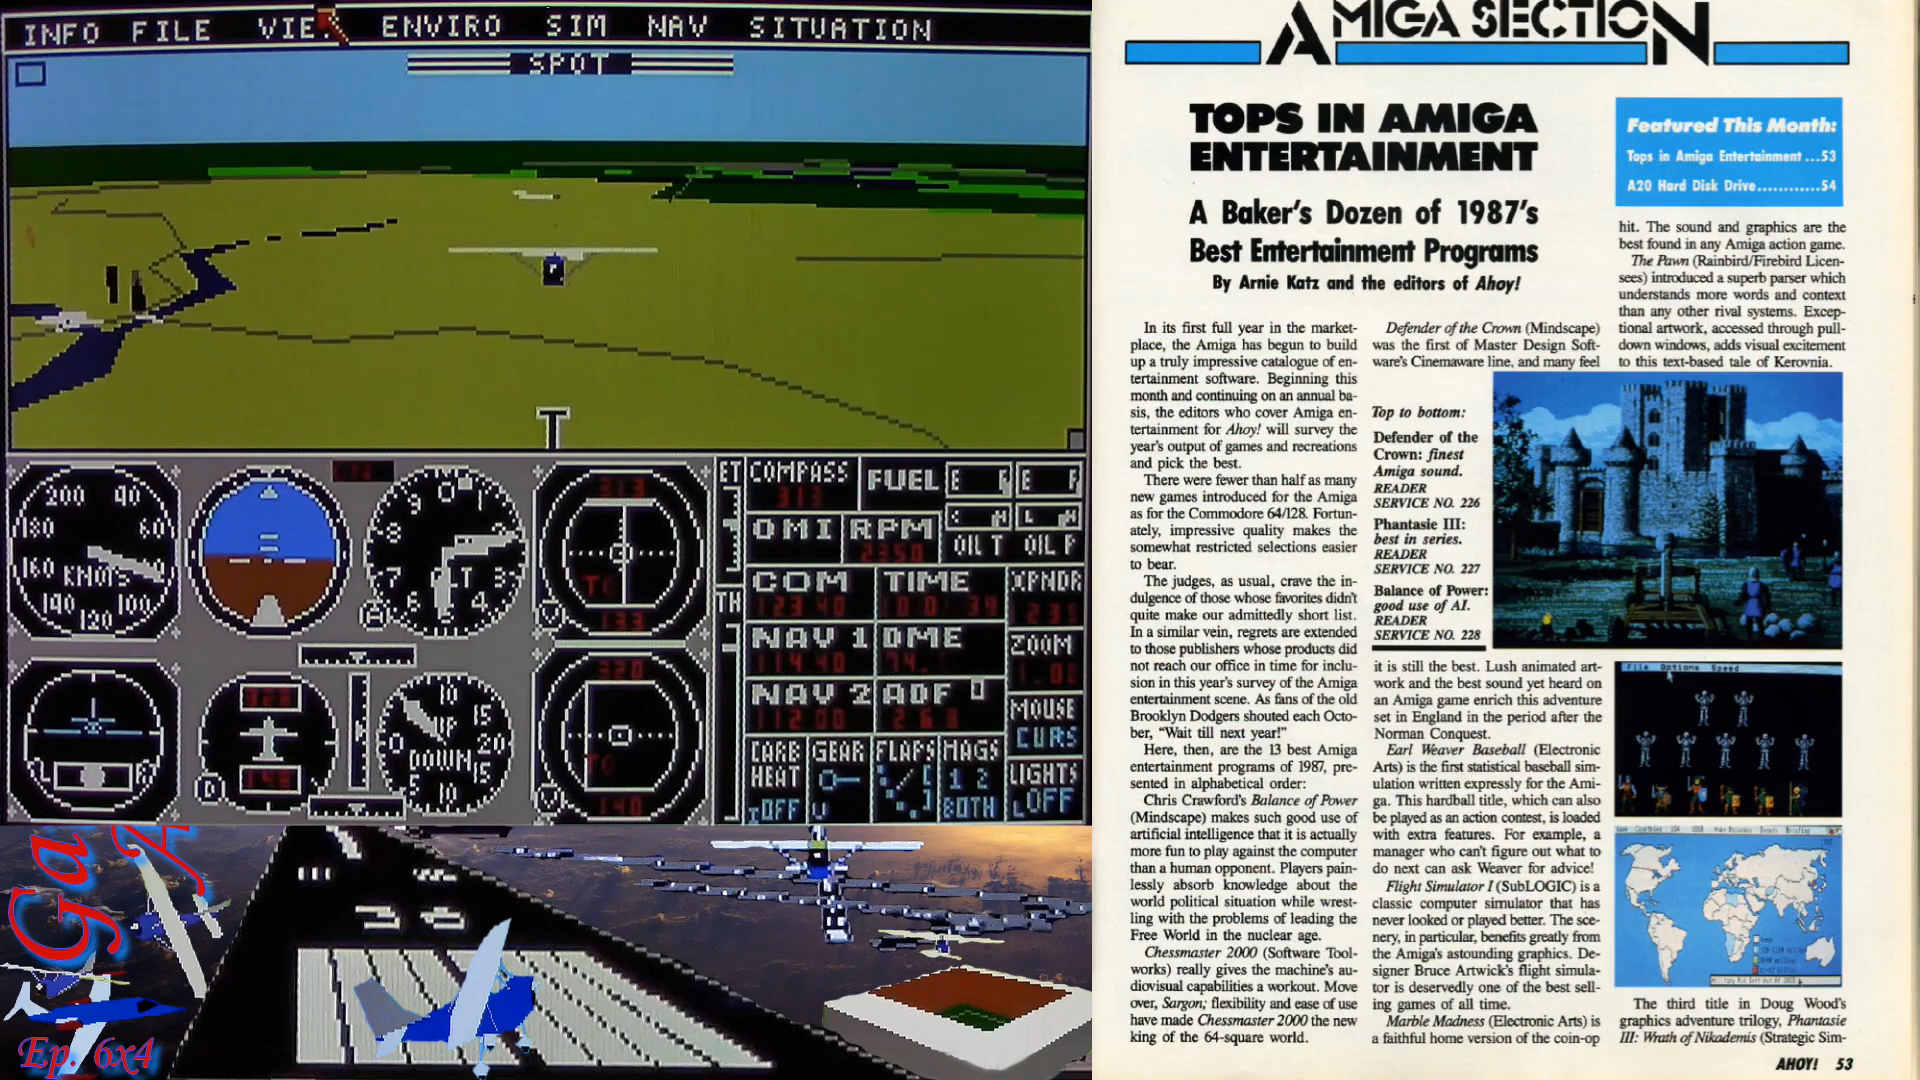 INFO FILE VIE ENVIRO SIM NAV SITUATION
SPOT
200 40
180 60
160 KNOTS
140 100
120
0
9 1
8
7 3
6 4
COMPASS
313
FUEL
OMI RPM
2350
OIL T OIL P
COM TIME
NAV 1 DME
NAV 2 ADF
XPNDR
ZOOM
MOUSE
CURS
CARB HEAT
OFF
GEAR
U
FLAPS
MAGS
1 2
BOTH
LIGHTS
OFF
ET
TH
L R
10
UP 15
0 20
DOWN 15
5 10
Ga
A
Ep. 6x4
AMIGA SECTION
TOPS IN AMIGA
ENTERTAINMENT
A Baker's Dozen of 1987's
Best Entertainment Programs
By Arnie Katz and the editors of Ahoy!
Featured This Month:
Tops in Amiga Entertainment ...53
A20 Hard Disk Drive............54
In its first full year in the market-
place, the Amiga has begun to build
up a truly impressive catalogue of en-
tertainment software. Beginning this
month and continuing on an annual ba-
sis, the editors who cover Amiga en-
tertainment for Ahoy! will survey the
year's output of games and recreations
and pick the best.
There were fewer than half as many
new games introduced for the Amiga
as for the Commodore 64/128. Fortun-
ately, impressive quality makes the
somewhat restricted selections easier
to bear.
The judges, as usual, crave the in-
dulgence of those whose favorites didn't
quite make our admittedly short list.
In a similar vein, regrets are extended
to those publishers whose products did
not reach our office in time for inclu-
sion in this year's survey of the Amiga
entertainment scene. As fans of the old
Brooklyn Dodgers shouted each Octo-
ber, "Wait till next year!"
Here, then, are the 13 best Amiga
entertainment programs of 1987, pre-
sented in alphabetical order:
Chris Crawford's Balance of Power
(Mindscape) makes such good use of
artificial intelligence that it is actually
more fun to play against the computer
than a human opponent. Players pain-
lessly absorb knowledge about the
world political situation while wrest-
ling with the problems of leading the
Free World in the nuclear age.
Chessmaster 2000 (Software Tool-
works) really gives the machine's au-
diovisual capabilities a workout. Move
over, Sargon; flexibility and ease of use
have made Chessmaster 2000 the new
king of the 64-square world.
Defender of the Crown (Mindscape)
was the first of Master Design Soft-
ware's Cinemaware line, and many feel
Top to bottom:
Defender of the
Crown: finest
Amiga sound.
READER
SERVICE NO. 226
Phantasie III:
best in series.
READER
SERVICE NO. 227
Balance of Power:
good use of AI.
READER
SERVICE NO. 228
it is still the best. Lush animated art-
work and the best sound yet heard on
an Amiga game enrich this adventure
set in England in the period after the
Norman Conquest.
Earl Weaver Baseball (Electronic
Arts) is the first statistical baseball sim-
ulation written expressly for the Ami-
ga. This hardball title, which can also
be played as an action contest, is loaded
with extra features. For example, a
manager who can't figure out what to
do next can ask Weaver for advice!
Flight Simulator I (SubLOGIC) is a
classic computer simulator that has
never looked or played better. The sce-
nery, in particular, benefits greatly from
the Amiga's astounding graphics. De-
signer Bruce Artwick's flight simula-
tor is deservedly one of the best sell-
ing games of all time.
Marble Madness (Electronic Arts) is
a faithful home version of the coin-op
hit. The sound and graphics are the
best found in any Amiga action game.
The Pawn (Rainbird/Firebird Licen-
sees) introduced a superb parser which
understands more words and context
than any other rival systems. Excep-
tional artwork, accessed through pull-
down windows, adds visual excitement
to this text-based tale of Kerovnia.
File Options Speed
The third title in Doug Wood's
graphics adventure trilogy, Phantasie
III: Wrath of Nikademis (Strategic Sim-
AHOY! 53